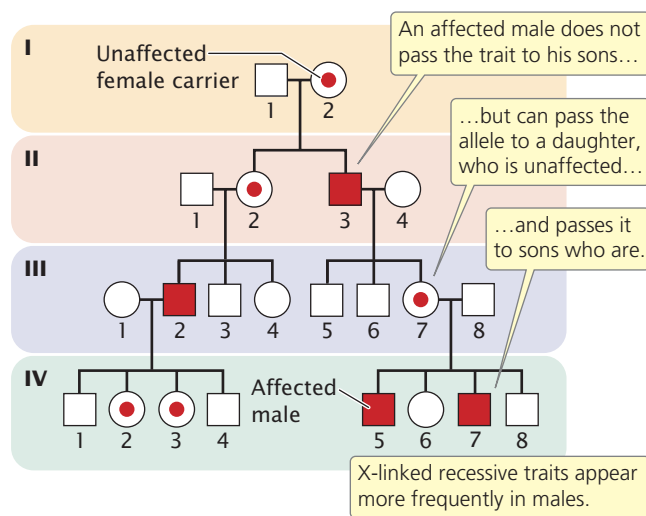 I
Unaffected
female carrier
1 2
An affected male does not
pass the trait to his sons…
…but can pass the
allele to a daughter,
who is unaffected…
II
1 2 3 4
…and passes it
to sons who are.
III
1 2 3 4 5 6 7 8
IV
Affected
male
1 2 3 4 5 6 7 8
X-linked recessive traits appear
more frequently in males.